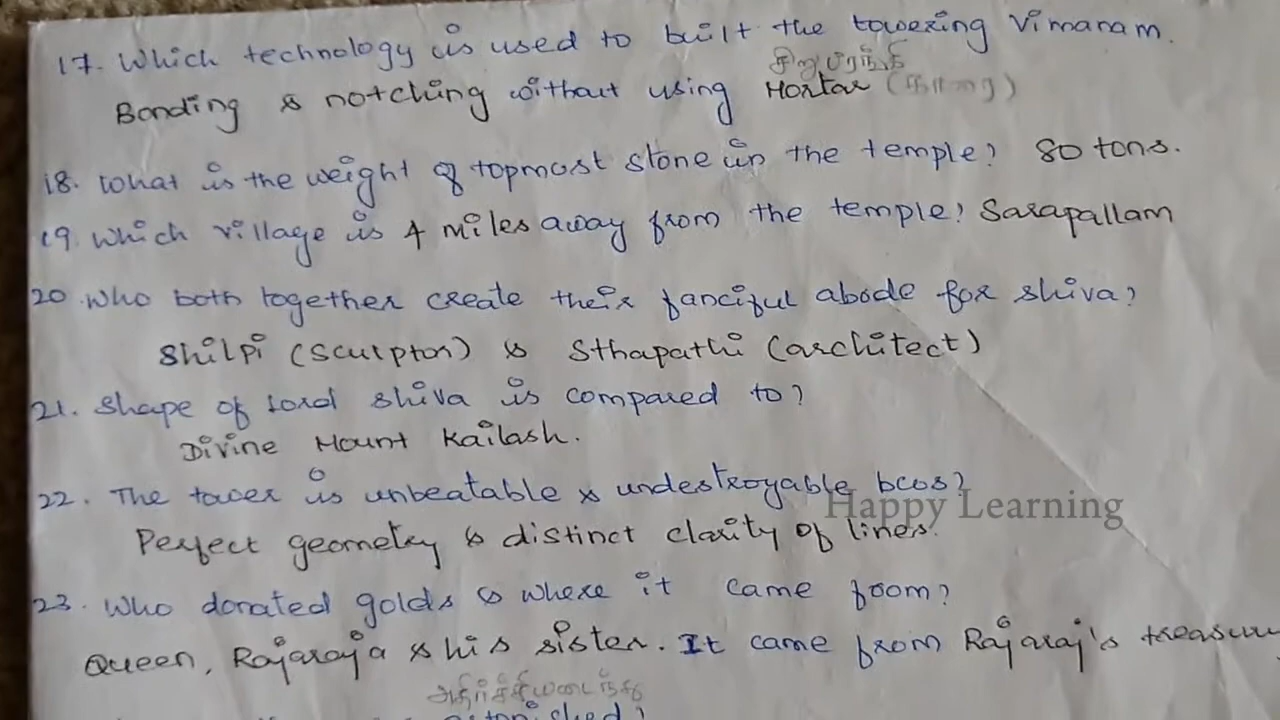 17. Which technology is used to built the towering Vimanam.
Bonding & notching without using Mortar
18. What is the weight of topmost stone in the temple? 80 tons.
19. Which village is 4 miles away from the temple? Sarapallam
20. Who both together create their fanciful abode for shiva?
Shilpi (sculptor) & Sthapathi (architect)
21. Shape of Lord Shiva is compared to?
Divine Mount Kailash.
22. The tower is unbeatable & undestroyable bcos?
Happy Learning
Perfect geometry & distinct clarity of lines.
23. Who donated golds & where it came from?
Queen, Rajaraja & his sister. It came from Rajaraj's treasury